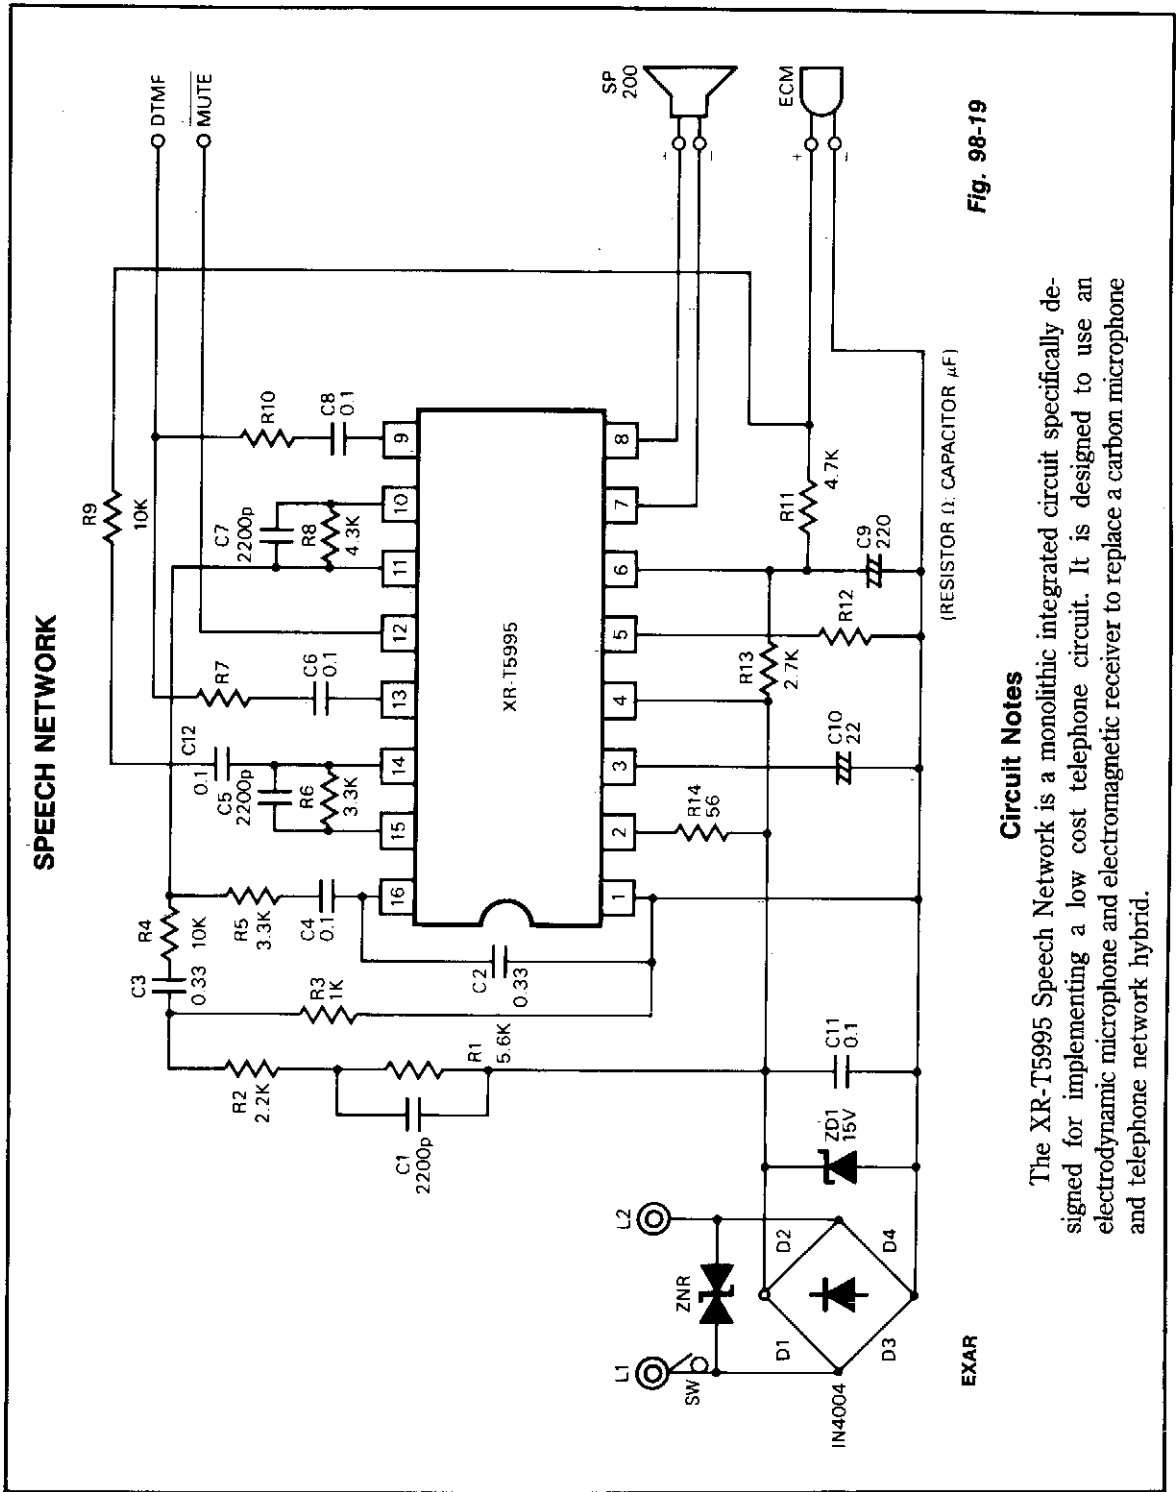 SPEECH NETWORK
DTMF
MUTE
R9
10K
R4
10K
C3
0.33
R5
3.3K
C4
0.1
C12
0.1
C5
2200p
R6
3.3K
R7
C6
0.1
C7
2200p
R8
4.3K
R10
C8
0.1
R2
2.2K
R3
1K
C2
0.33
R1
5.6K
C1
2200p
16
15
14
13
12
11
10
9
XR-T5995
1
2
3
4
5
6
7
8
SP
200
ECM
+
–
+
–
R14
56
C10
22
R13
2.7K
R12
R11
4.7K
C9
220
L1
L2
SW
ZNR
D1
D2
D3
D4
IN4004
ZD1
15V
C11
0.1
(RESISTOR Ω: CAPACITOR μF)
EXAR
Fig. 98-19
Circuit Notes
The XR-T5995 Speech Network is a monolithic integrated circuit specifically de-
signed for implementing a low cost telephone circuit. It is designed to use an
electrodynamic microphone and electromagnetic receiver to replace a carbon microphone
and telephone network hybrid.